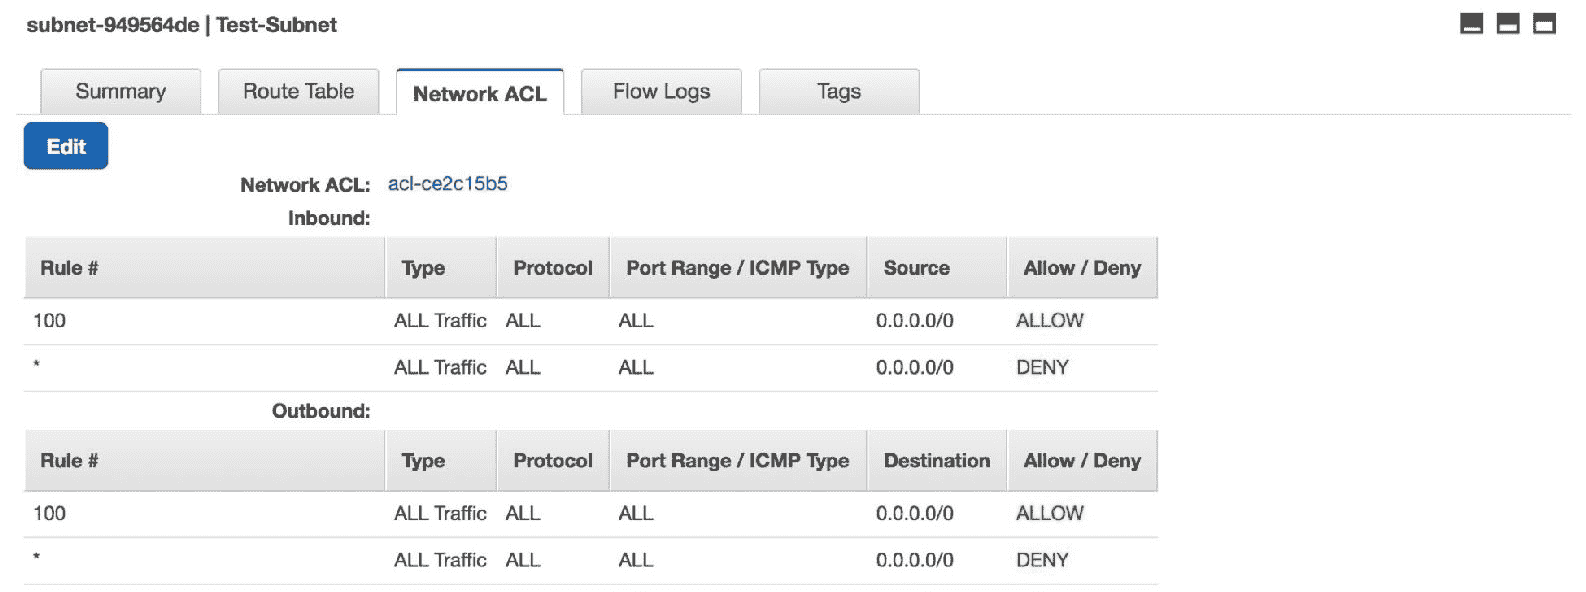 subnet-949564de | Test-Subnet
Summary Route Table Network ACL Flow Logs Tags
Edit
Network ACL: acl-ce2c15b5
Inbound:
Rule # Type Protocol Port Range / ICMP Type Source Allow / Deny
100 ALL Traffic ALL ALL 0.0.0.0/0 ALLOW
* ALL Traffic ALL ALL 0.0.0.0/0 DENY
Outbound:
Rule # Type Protocol Port Range / ICMP Type Destination Allow / Deny
100 ALL Traffic ALL ALL 0.0.0.0/0 ALLOW
* ALL Traffic ALL ALL 0.0.0.0/0 DENY